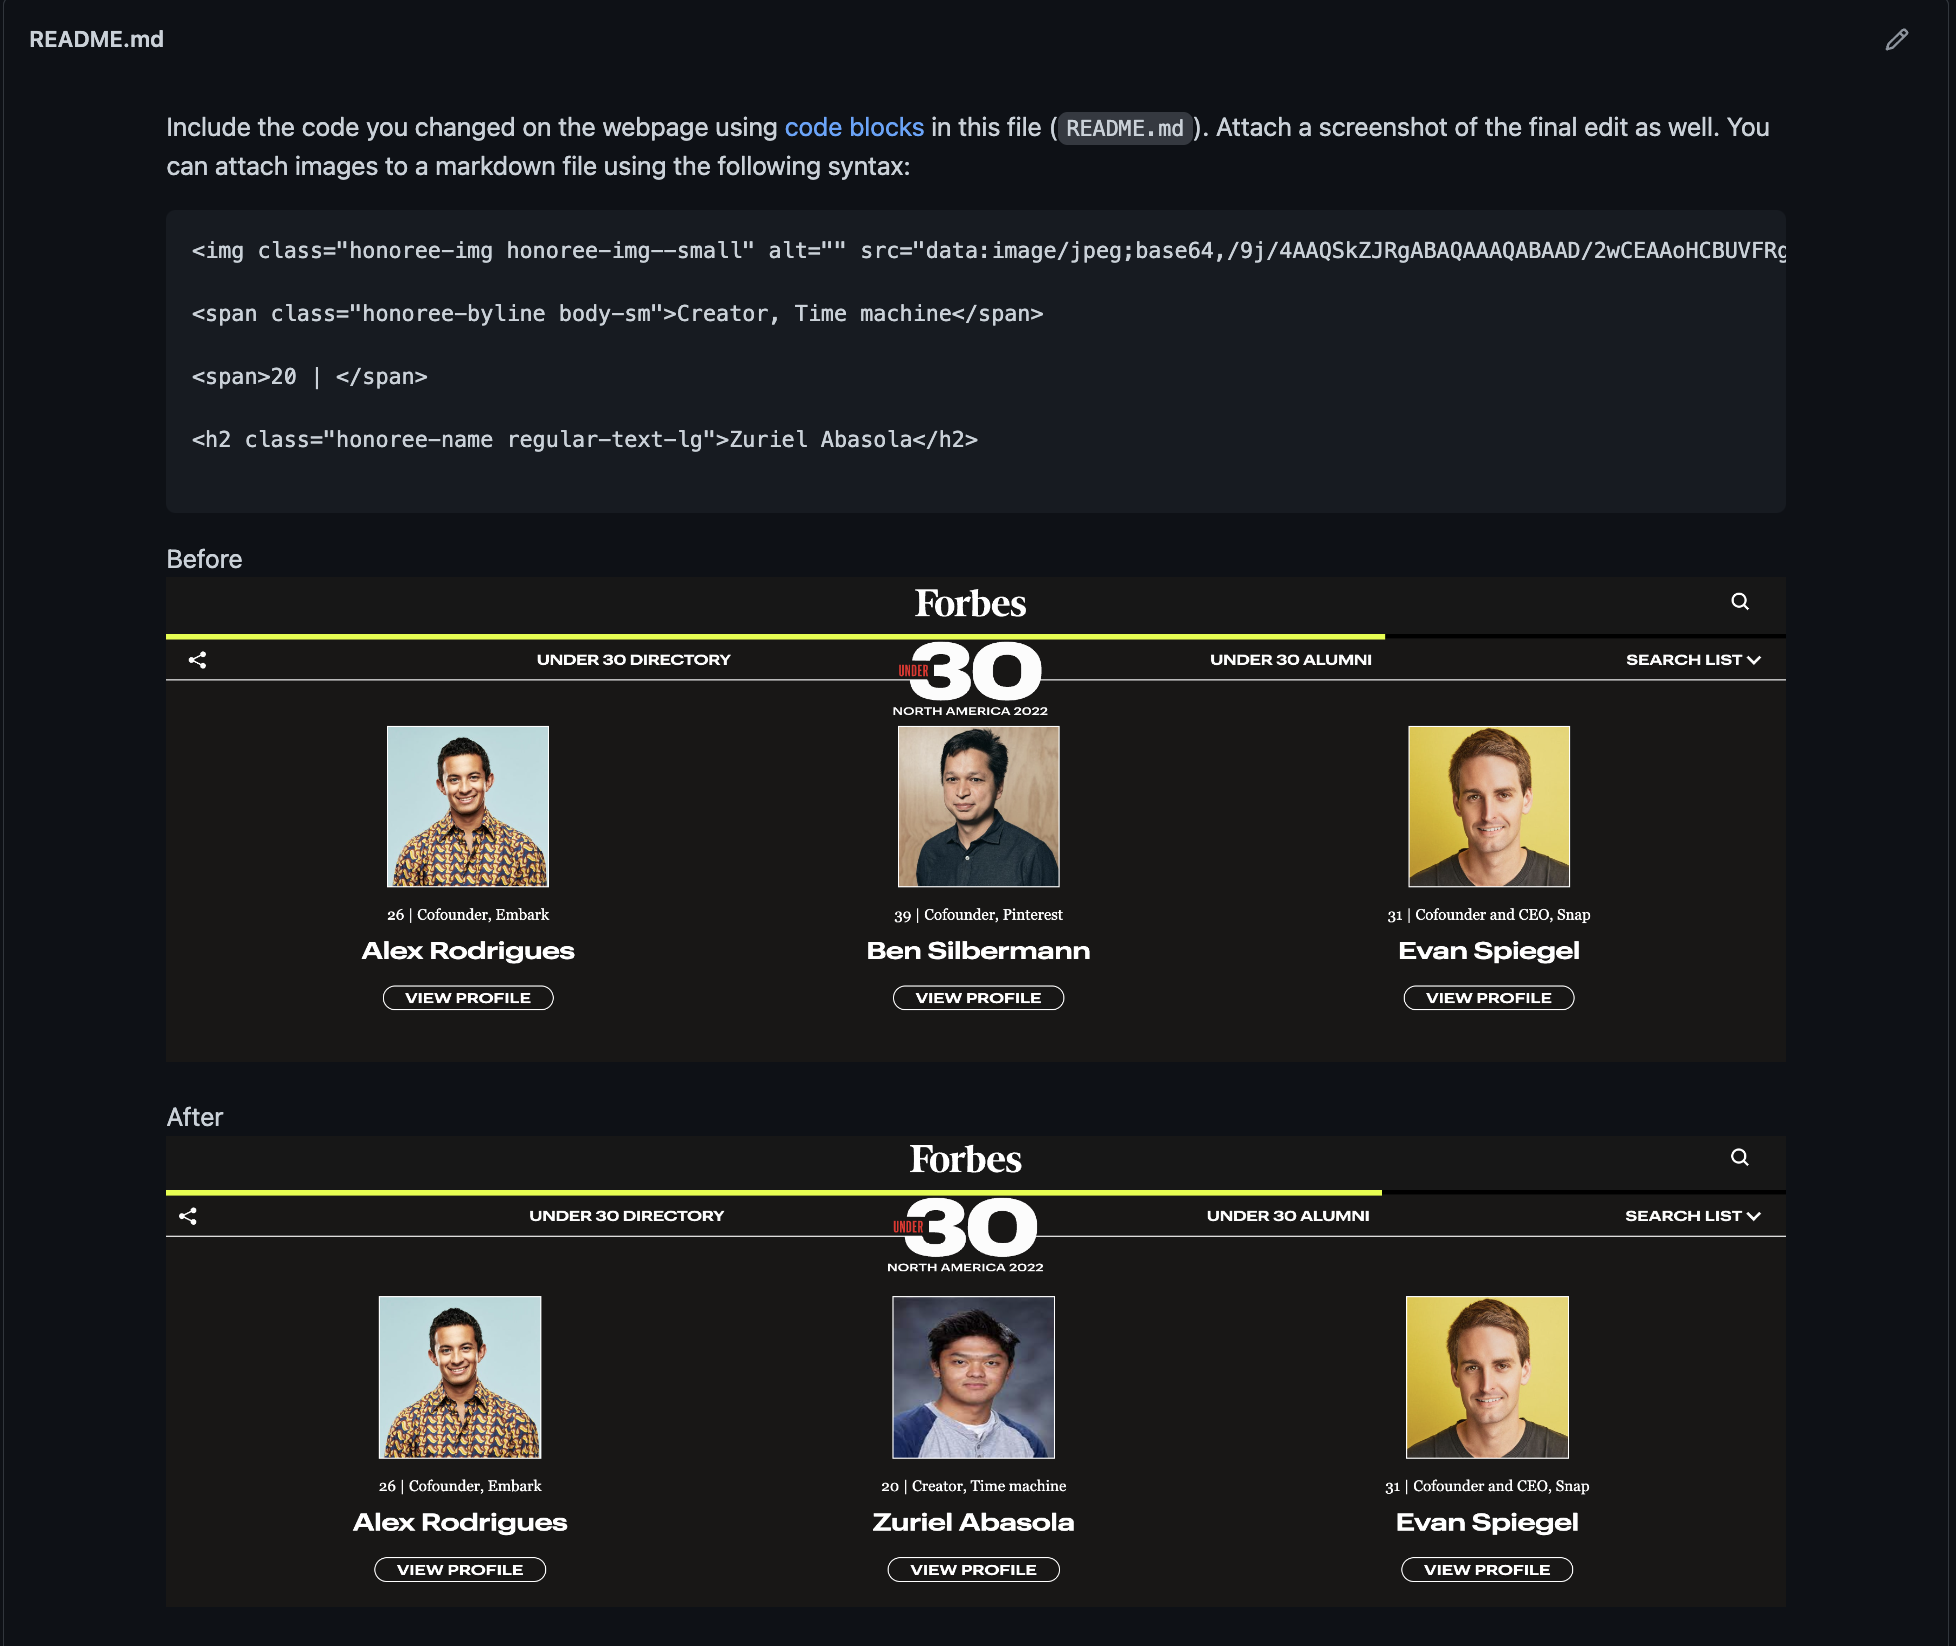 README.md
Include the code you changed on the webpage using code blocks in this file ( README.md ). Attach a screenshot of the final edit as well. You
can attach images to a markdown file using the following syntax:
<img class="honoree-img honoree-img--small" alt="" src="data:image/jpeg;base64,/9j/4AAQSkZJRgABAQAAAQABAAD/2wCEAAoHCBUVFRg
<span class="honoree-byline body-sm">Creator, Time machine</span>
<span>20 | </span>
<h2 class="honoree-name regular-text-lg">Zuriel Abasola</h2>
Before
Forbes
UNDER 30 DIRECTORY
UNDER 30
UNDER 30 ALUMNI
SEARCH LIST
NORTH AMERICA 2022
26 | Cofounder, Embark
39 | Cofounder, Pinterest
31 | Cofounder and CEO, Snap
Alex Rodrigues
Ben Silbermann
Evan Spiegel
VIEW PROFILE
VIEW PROFILE
VIEW PROFILE
After
Forbes
UNDER 30 DIRECTORY
UNDER 30
UNDER 30 ALUMNI
SEARCH LIST
NORTH AMERICA 2022
26 | Cofounder, Embark
20 | Creator, Time machine
31 | Cofounder and CEO, Snap
Alex Rodrigues
Zuriel Abasola
Evan Spiegel
VIEW PROFILE
VIEW PROFILE
VIEW PROFILE